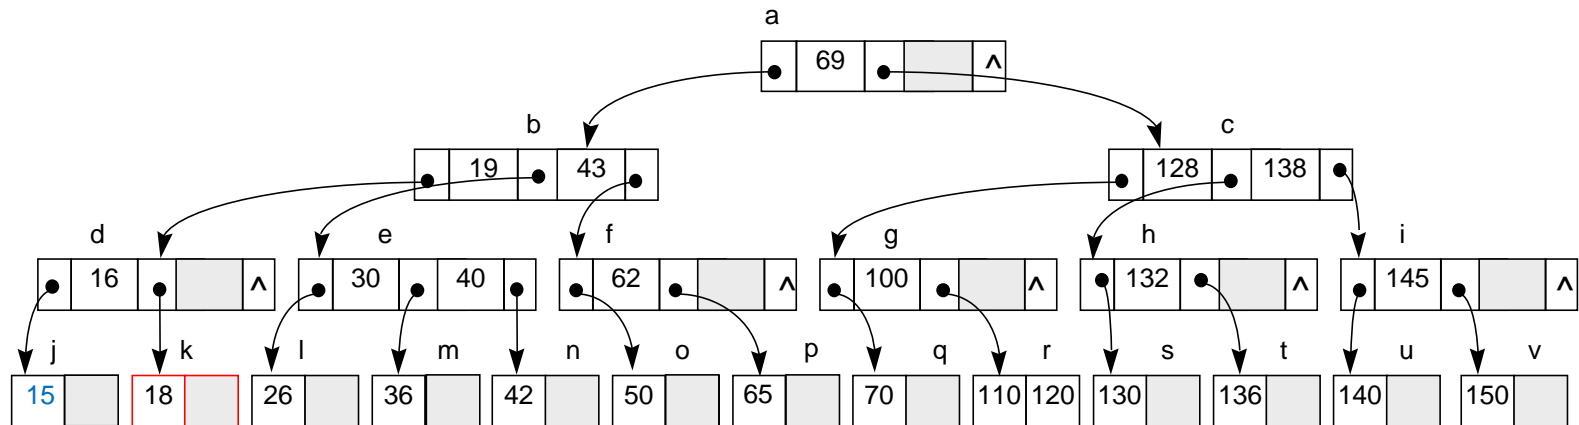 a
69 ^
b c
19 43 128 138
d e f g h i
16 ^ 30 40 62 ^ 100 ^ 132 ^ 145 ^
j k l m n o p q r s t u v
15 18 26 36 42 50 65 70 110 120 130 136 140 150